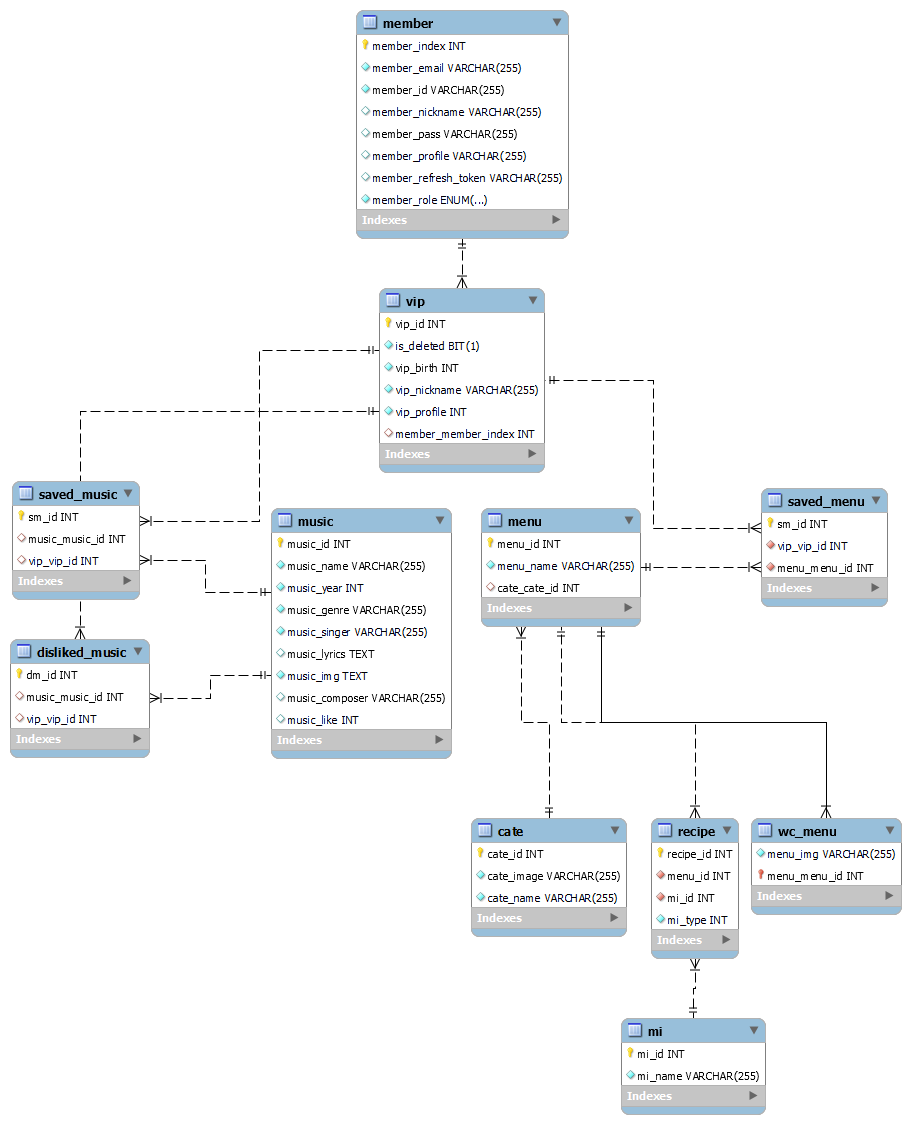 member
member_index INT
member_email VARCHAR(255)
member_id VARCHAR(255)
member_nickname VARCHAR(255)
member_pass VARCHAR(255)
member_profile VARCHAR(255)
member_refresh_token VARCHAR(255)
member_role ENUM(...)
Indexes
vip
vip_id INT
is_deleted BIT(1)
vip_birth INT
vip_nickname VARCHAR(255)
vip_profile INT
member_member_index INT
Indexes
saved_music
sm_id INT
music_music_id INT
vip_vip_id INT
Indexes
disliked_music
dm_id INT
music_music_id INT
vip_vip_id INT
Indexes
music
music_id INT
music_name VARCHAR(255)
music_year INT
music_genre VARCHAR(255)
music_singer VARCHAR(255)
music_lyrics TEXT
music_img TEXT
music_composer VARCHAR(255)
music_like INT
Indexes
menu
menu_id INT
menu_name VARCHAR(255)
cate_cate_id INT
Indexes
saved_menu
sm_id INT
vip_vip_id INT
menu_menu_id INT
Indexes
cate
cate_id INT
cate_image VARCHAR(255)
cate_name VARCHAR(255)
Indexes
recipe
recipe_id INT
menu_id INT
mi_id INT
mi_type INT
Indexes
wc_menu
menu_img VARCHAR(255)
menu_menu_id INT
Indexes
mi
mi_id INT
mi_name VARCHAR(255)
Indexes